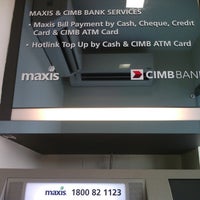 MAXIS & CIMB BANK SERVICES
• Maxis Bill Payment by Cash, Cheque, Credit
Card & CIMB ATM Card
• Hotlink Top Up by Cash & CIMB ATM Card
maxis
CIMB BANK
maxis 1800 82 1123